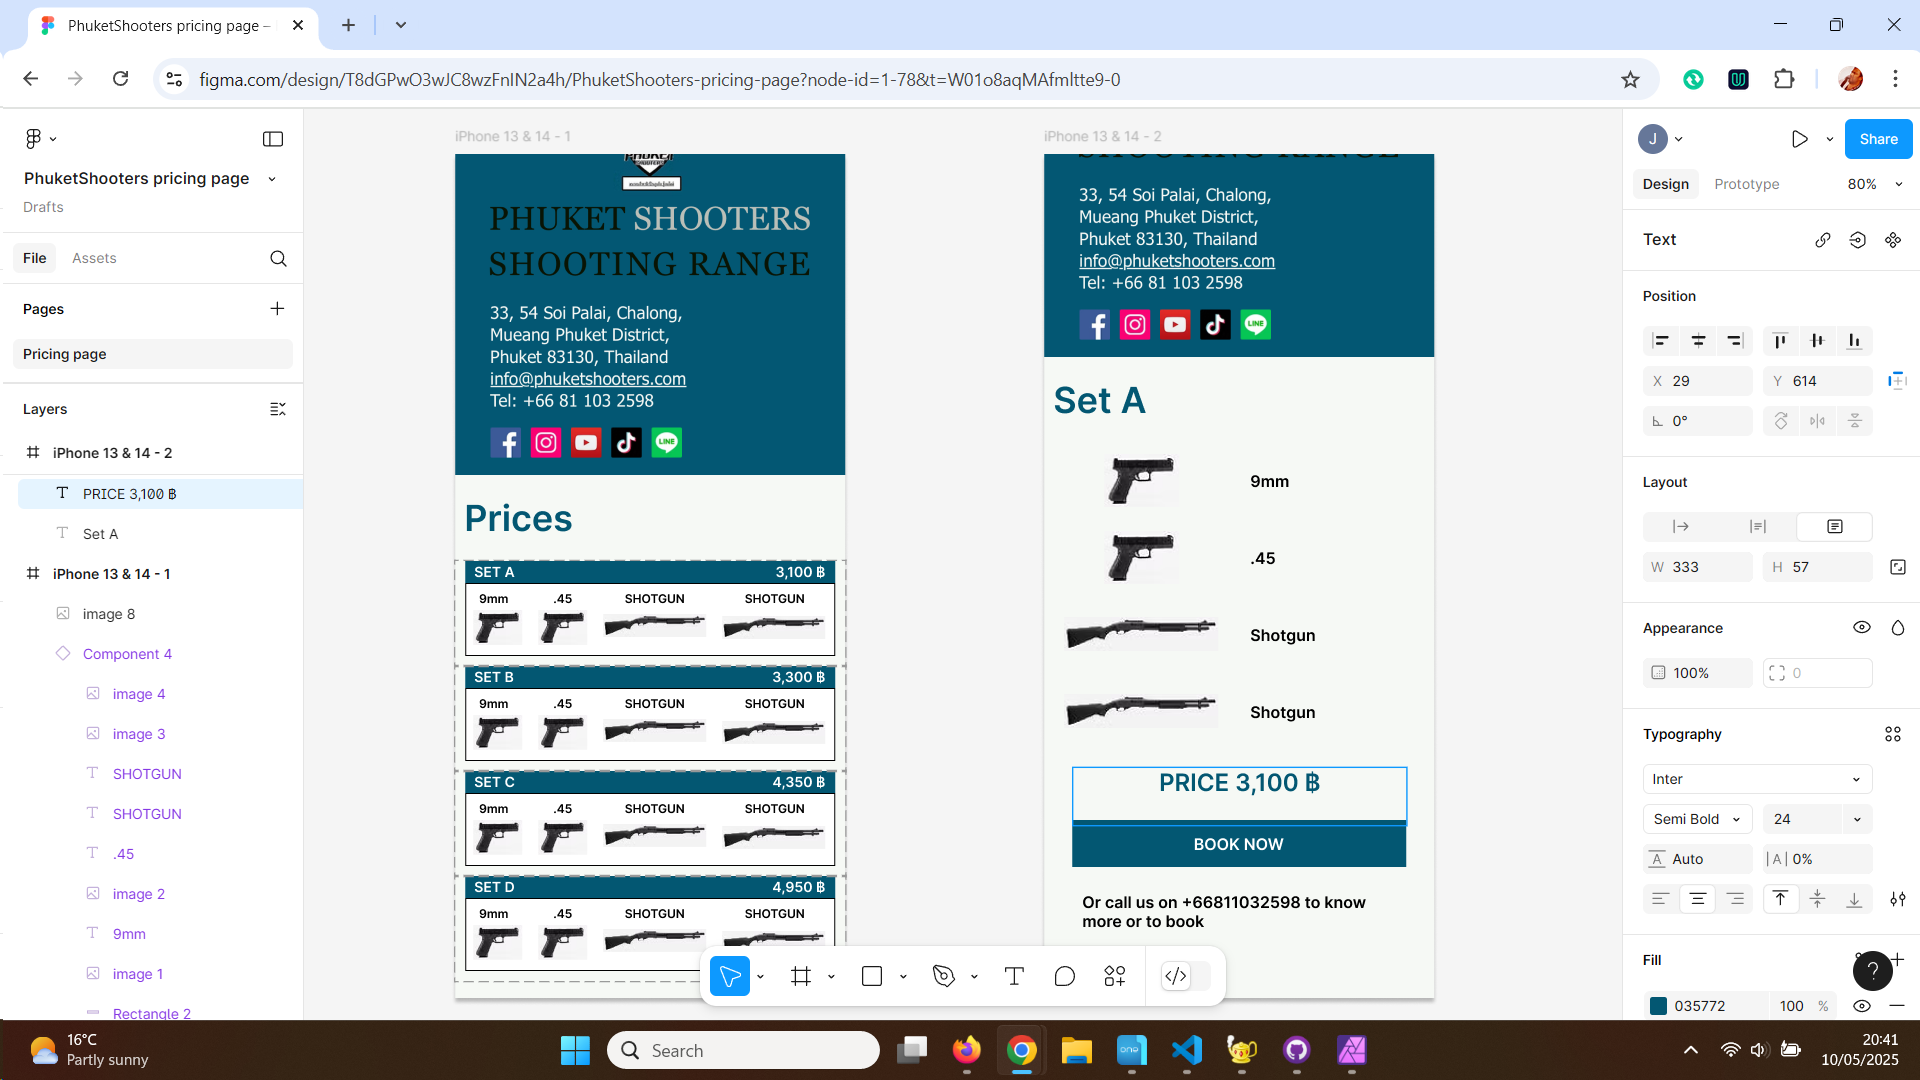 PhuketShooters pricing page –
figma.com/design/T8dGPwO3wJC8wzFnIN2a4h/PhuketShooters-pricing-page?node-id=1-78&t=W01o8aqMAfmltte9-0
PhuketShooters pricing page
Drafts
File
Assets
Pages
Pricing page
Layers
iPhone 13 & 14 - 2
PRICE 3,100 ฿
Set A
iPhone 13 & 14 - 1
image 8
Component 4
image 4
image 3
SHOTGUN
SHOTGUN
.45
image 2
9mm
image 1
Rectangle 2
iPhone 13 & 14 - 1
PHUKET
PHUKET SHOOTERS
SHOOTING RANGE
33, 54 Soi Palai, Chalong,
Mueang Phuket District,
Phuket 83130, Thailand
info@phuketshooters.com
Tel: +66 81 103 2598
LINE
Prices
SET A 3,100 ฿
9mm .45 SHOTGUN SHOTGUN
SET B 3,300 ฿
9mm .45 SHOTGUN SHOTGUN
SET C 4,350 ฿
9mm .45 SHOTGUN SHOTGUN
SET D 4,950 ฿
9mm .45 SHOTGUN SHOTGUN
iPhone 13 & 14 - 2
SHOOTING RANGE
33, 54 Soi Palai, Chalong,
Mueang Phuket District,
Phuket 83130, Thailand
info@phuketshooters.com
Tel: +66 81 103 2598
LINE
Set A
9mm
.45
Shotgun
Shotgun
PRICE 3,100 ฿
BOOK NOW
Or call us on +66811032598 to know
more or to book
J
Share
Design
Prototype
80%
Text
Position
X 29
Y 614
0°
Layout
W 333
H 57
Appearance
100%
0
Typography
Inter
Semi Bold
24
A Auto
|A| 0%
Fill
?
035772
100 %
16°C
Partly sunny
Search
one
20:41
10/05/2025